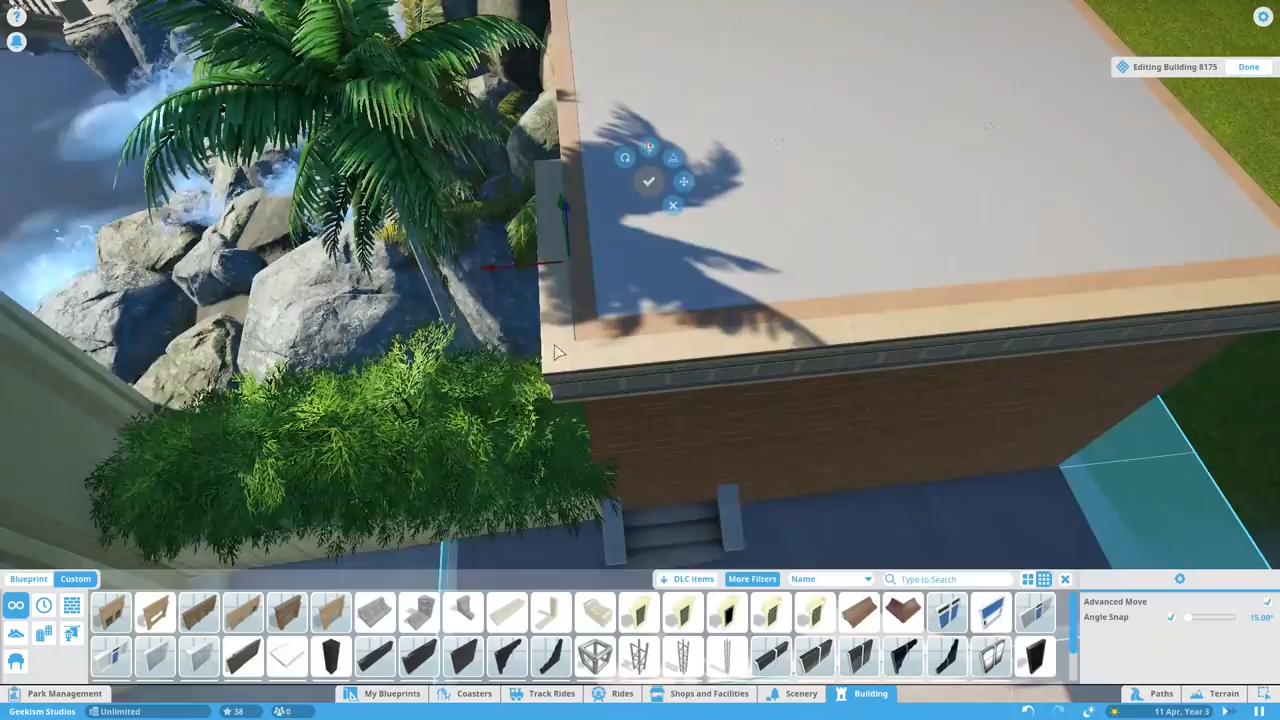 Editing Building 8175 Done
Blueprint Custom
DLC Items More Filters Name Type to Search
Advanced Move
Angle Snap 15.00°
Park Management My Blueprints Coasters Track Rides Rides Shops and Facilities Scenery Building Paths Terrain
Geekism Studios Unlimited 38 0 11 Apr, Year 3